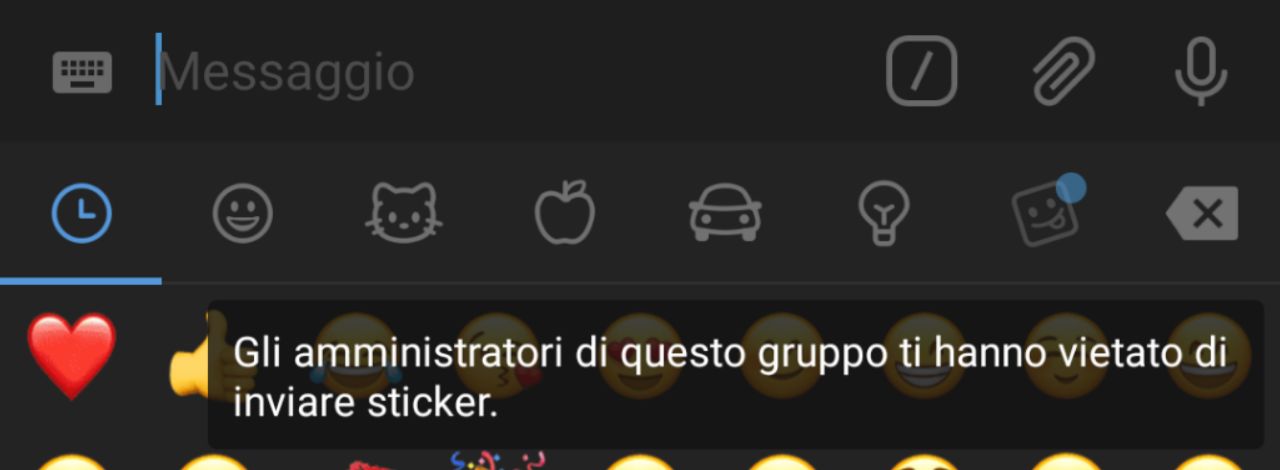 Messaggio
Gli amministratori di questo gruppo ti hanno vietato di
inviare sticker.